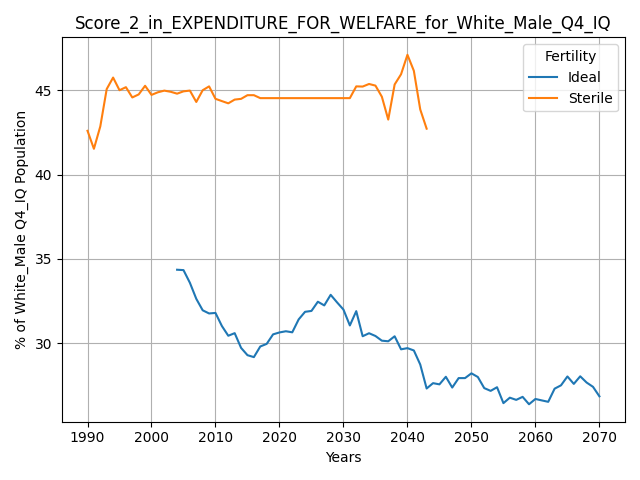 Score_2_in_EXPENDITURE_FOR_WELFARE_for_White_Male_Q4_IQ
Fertility
Ideal
Sterile
% of White_Male Q4_IQ Population
45
40
35
30
1990
2000
2010
2020
2030
2040
2050
2060
2070
Years